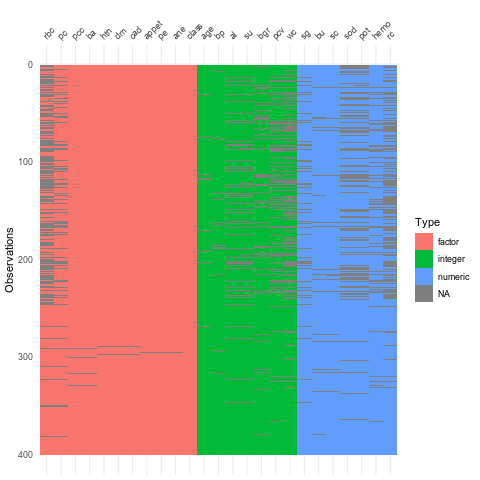 rbc pc pcc ba htn dm cad appet pe ane class age bp al su bgr pcv wc sg bu sc sod pot hemo rc
0
100
200
300
400
Observations
Type
factor
integer
numeric
NA